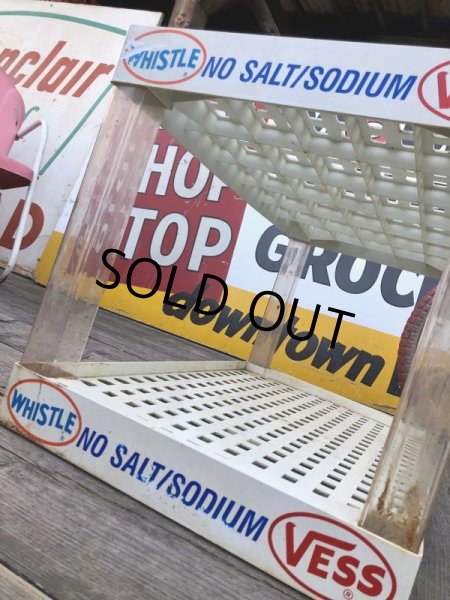 WHISTLE NO SALT/SODIUM V
nclair
HOP
TOP GROC
downtown
SOLD OUT
D
WHISTLE NO SALT/SODIUM VESS